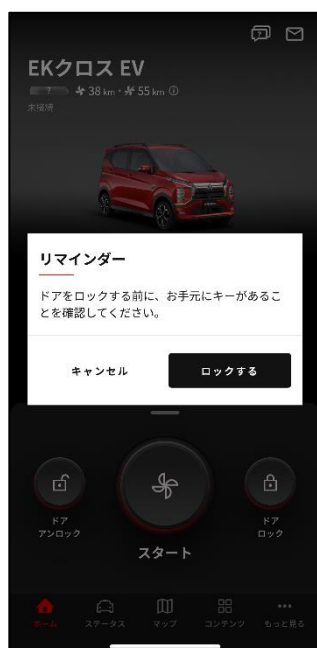 EKクロス EV
38 km・55 km
未接続
リマインダー
ドアをロックする前に、お手元にキーがあるこ
とを確認してください。
キャンセル
ロックする
ドア
アンロック
スタート
ドア
ロック
ホーム
ステータス
マップ
コンテンツ
もっと見る